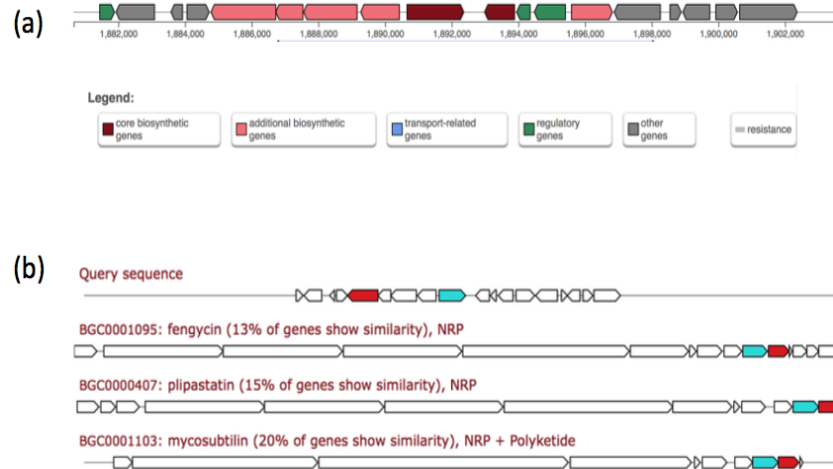 (a)
1,882,000 1,884,000 1,886,000 1,888,000 1,890,000 1,892,000 1,894,000 1,896,000 1,898,000 1,900,000 1,902,000
Legend:
core biosynthetic genes
additional biosynthetic genes
transport-related genes
regulatory genes
other genes
resistance
(b)
Query sequence
BGC0001095: fengycin (13% of genes show similarity), NRP
BGC0000407: plipastatin (15% of genes show similarity), NRP
BGC0001103: mycosubtilin (20% of genes show similarity), NRP + Polyketide